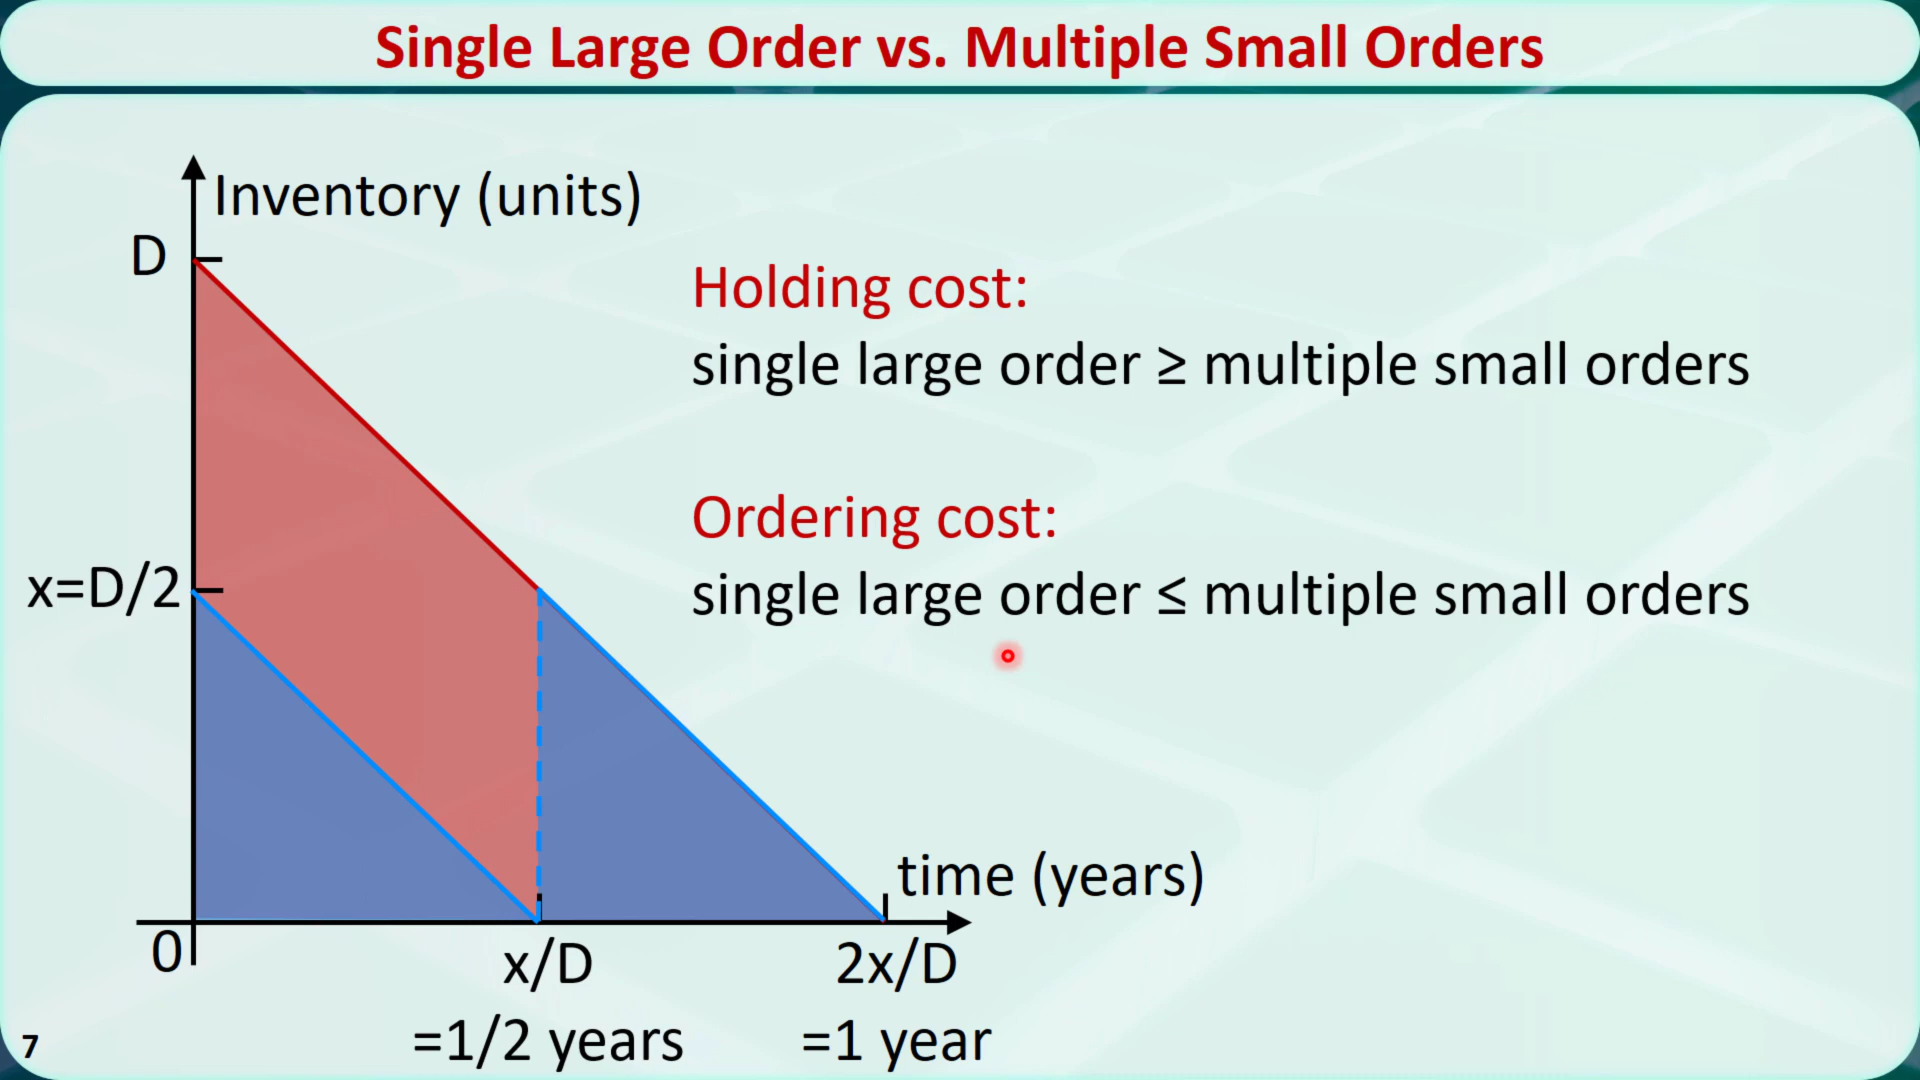 Single Large Order vs. Multiple Small Orders
Inventory (units)
D
Holding cost:
single large order ≥ multiple small orders
Ordering cost:
x=D/2
single large order ≤ multiple small orders
time (years)
0
x/D
2x/D
=1/2 years
=1 year
7